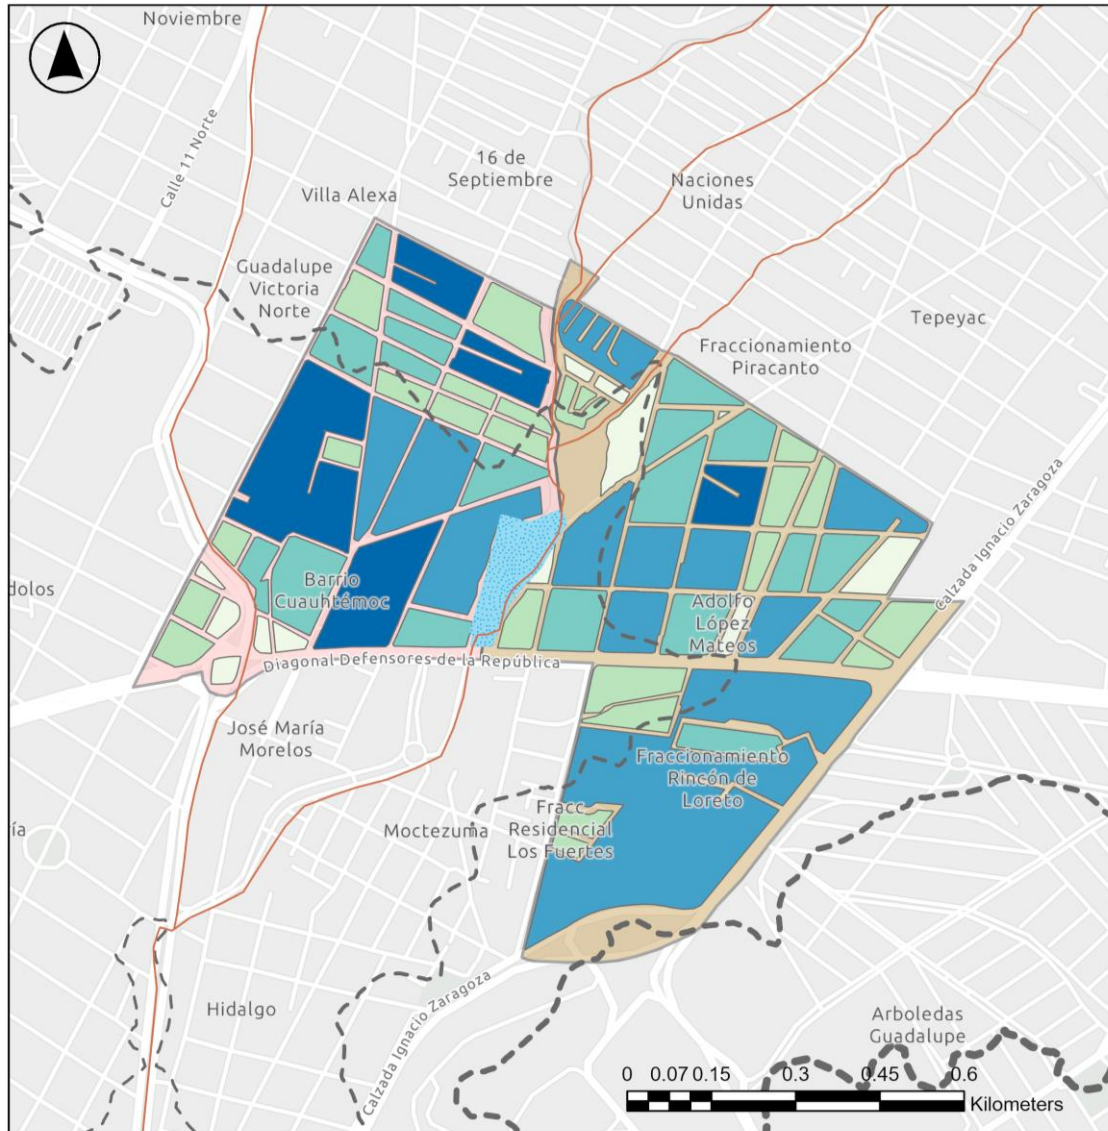 Noviembre
Calle 11 Norte
16 de
Septiembre
Naciones
Unidas
Villa Alexa
Guadalupe
Victoria
Norte
Tepeyac
Fraccionamiento
Piracanto
Calzada Ignacio Zaragoza
dolos
Barrio
Cuauhtémoc
Adolfo
López
Mateos
Diagonal Defensores de la República
José María
Morelos
Fraccionamiento
Rincón de
Loreto
Fracc
Residencial
Los Fuertes
Moctezuma
ía
Calzada Ignacio Zaragoza
Hidalgo
Arboledas
Guadalupe
0 0.07 0.15 0.3 0.45 0.6
Kilometers